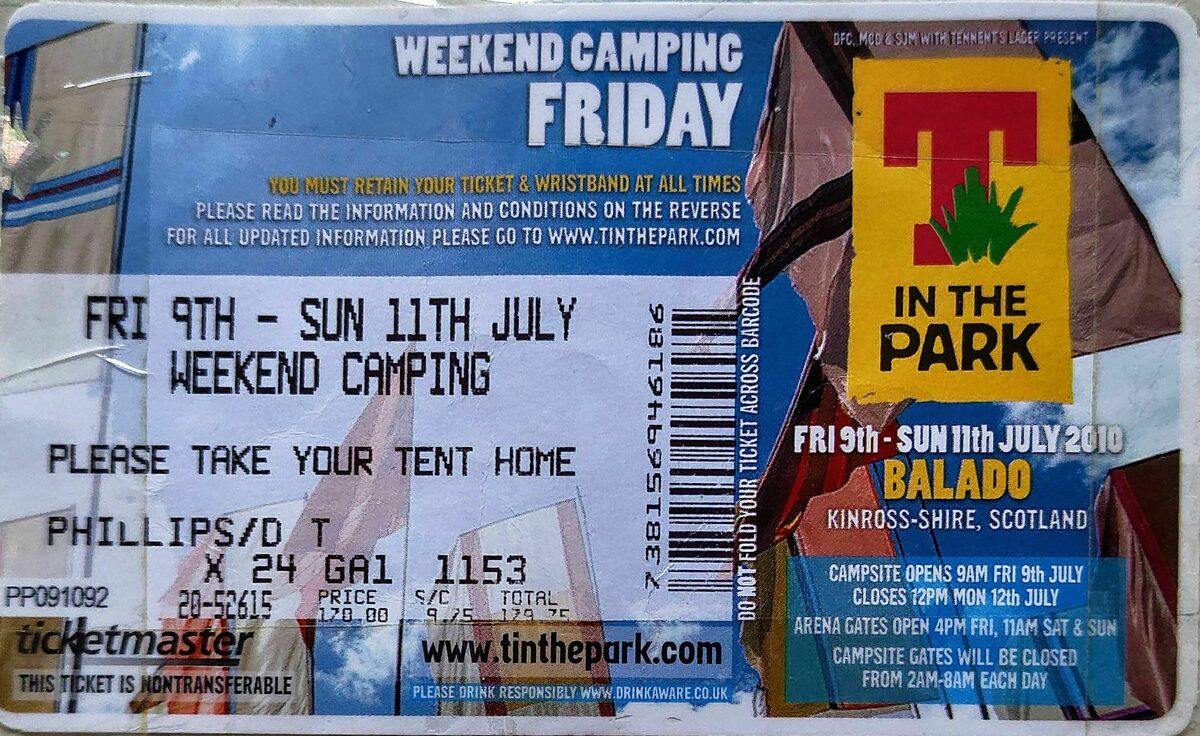 WEEKEND CAMPING
FRIDAY
YOU MUST RETAIN YOUR TICKET & WRISTBAND AT ALL TIMES
PLEASE READ THE INFORMATION AND CONDITIONS ON THE REVERSE
FOR ALL UPDATED INFORMATION PLEASE GO TO WWW.TINTHEPARK.COM
FRI 9TH - SUN 11TH JULY
WEEKEND CAMPING
PLEASE TAKE YOUR TENT HOME
PHILLIPS/D T
X 24 GA1 1153
PP091092
20-52615
PRICE S/C TOTAL
170.00 9.75 179.75
ticketmaster
THIS TICKET IS NONTRANSFERABLE
www.tinthepark.com
PLEASE DRINK RESPONSIBLY WWW.DRINKAWARE.CO.UK
7381569446186
DO NOT FOLD YOUR TICKET ACROSS BARCODE
DFC, MCD & SJM WITH TENNENT'S LAGER PRESENT
T
IN THE
PARK
FRI 9th - SUN 11th JULY 2010
BALADO
KINROSS-SHIRE, SCOTLAND
CAMPSITE OPENS 9AM FRI 9th JULY
CLOSES 12PM MON 12th JULY
ARENA GATES OPEN 4PM FRI, 11AM SAT & SUN
CAMPSITE GATES WILL BE CLOSED
FROM 2AM-8AM EACH DAY